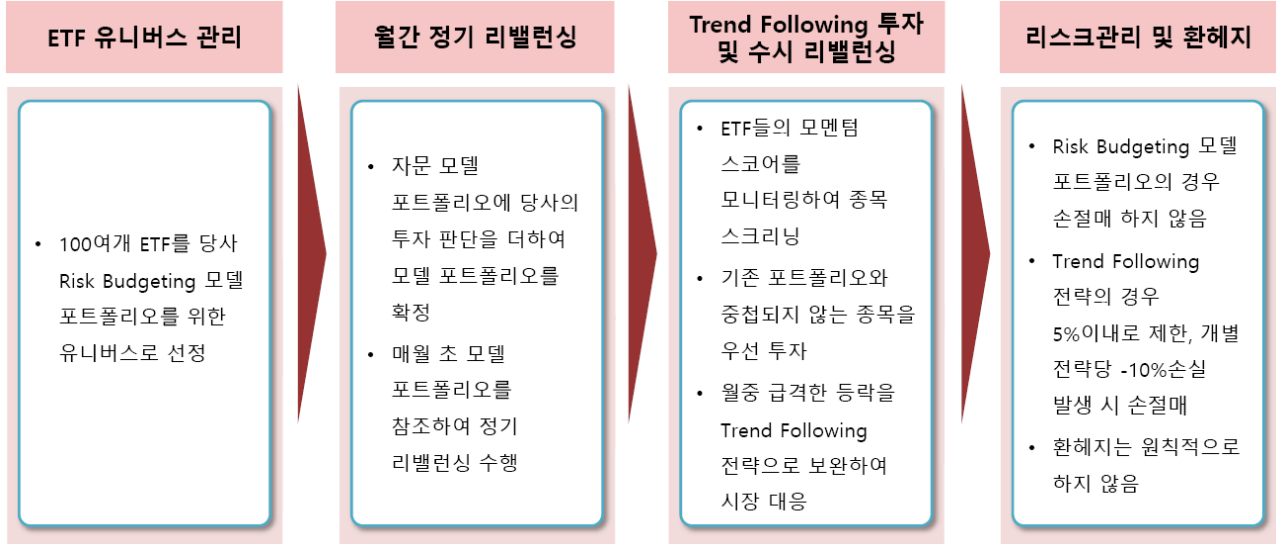 ETF 유니버스 관리
• 100여개 ETF를 당사
Risk Budgeting 모델
포트폴리오를 위한
유니버스로 선정
월간 정기 리밸런싱
• 자문 모델
포트폴리오에 당사의
투자 판단을 더하여
모델 포트폴리오를
확정
• 매월 초 모델
포트폴리오를
참조하여 정기
리밸런싱 수행
Trend Following 투자
및 수시 리밸런싱
• ETF들의 모멘텀
스코어를
모니터링하여 종목
스크리닝
• 기존 포트폴리오와
중첩되지 않는 종목을
우선 투자
• 월중 급격한 등락을
Trend Following
전략으로 보완하여
시장 대응
리스크관리 및 환헤지
• Risk Budgeting 모델
포트폴리오의 경우
손절매 하지 않음
• Trend Following
전략의 경우
5%이내로 제한, 개별
전략당 -10%손실
발생 시 손절매
• 환헤지는 원칙적으로
하지 않음